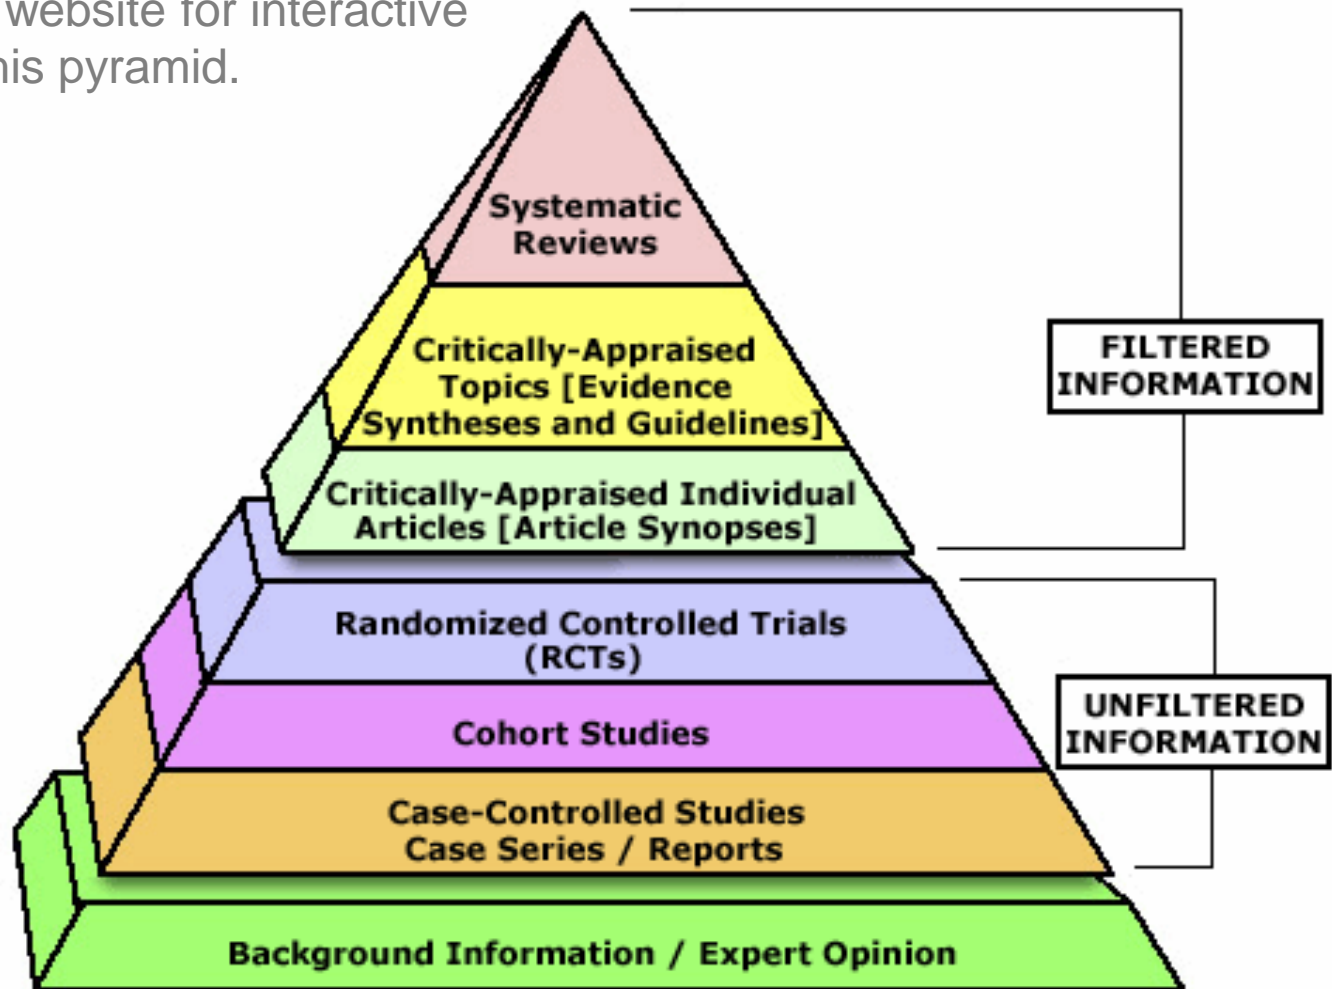 website for interactive
his pyramid.
Systematic
Reviews
Critically-Appraised
Topics [Evidence
Syntheses and Guidelines]
Critically-Appraised Individual
Articles [Article Synopses]
Randomized Controlled Trials
(RCTs)
Cohort Studies
Case-Controlled Studies
Case Series / Reports
Background Information / Expert Opinion
FILTERED
INFORMATION
UNFILTERED
INFORMATION